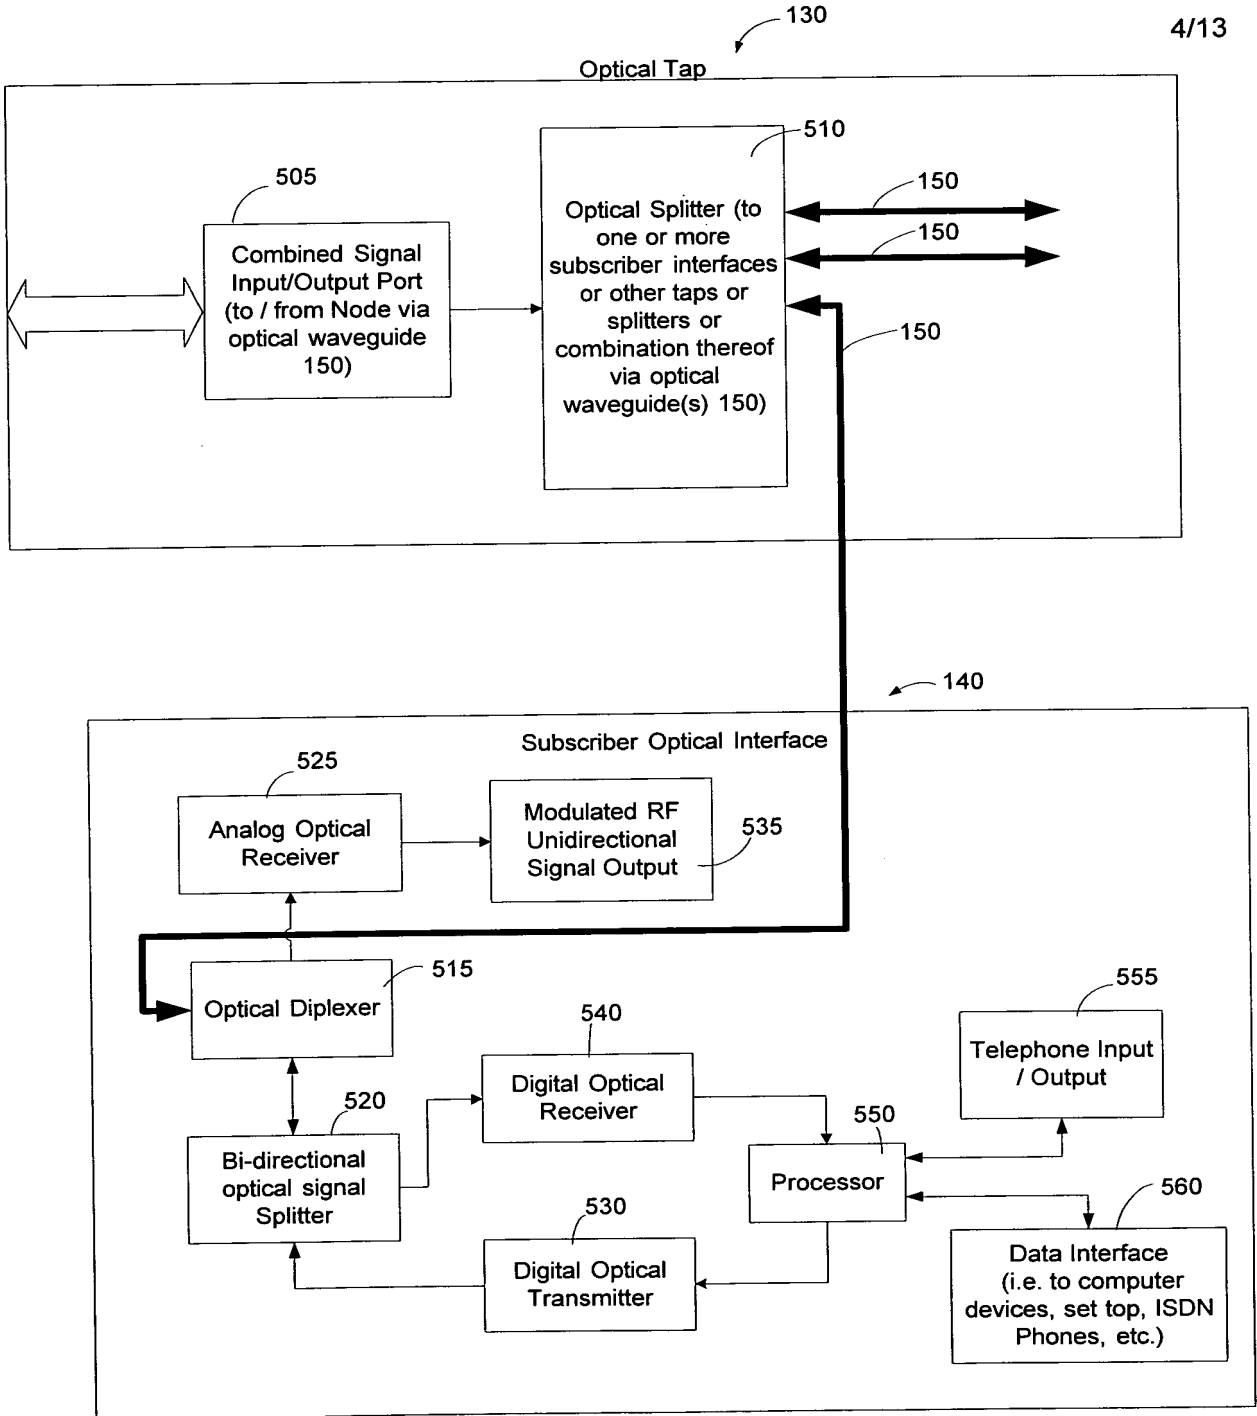 130
4/13
Optical Tap
510
505
Combined Signal
Input/Output Port
(to / from Node via
optical waveguide
150)
Optical Splitter (to
one or more
subscriber interfaces
or other taps or
splitters or
combination thereof
via optical
waveguide(s) 150)
150
150
150
140
Subscriber Optical Interface
525
Analog Optical
Receiver
Modulated RF
Unidirectional
Signal Output
535
515
Optical Diplexer
540
Digital Optical
Receiver
555
Telephone Input
/ Output
520
Bi-directional
optical signal
Splitter
550
Processor
530
Digital Optical
Transmitter
560
Data Interface
(i.e. to computer
devices, set top, ISDN
Phones, etc.)